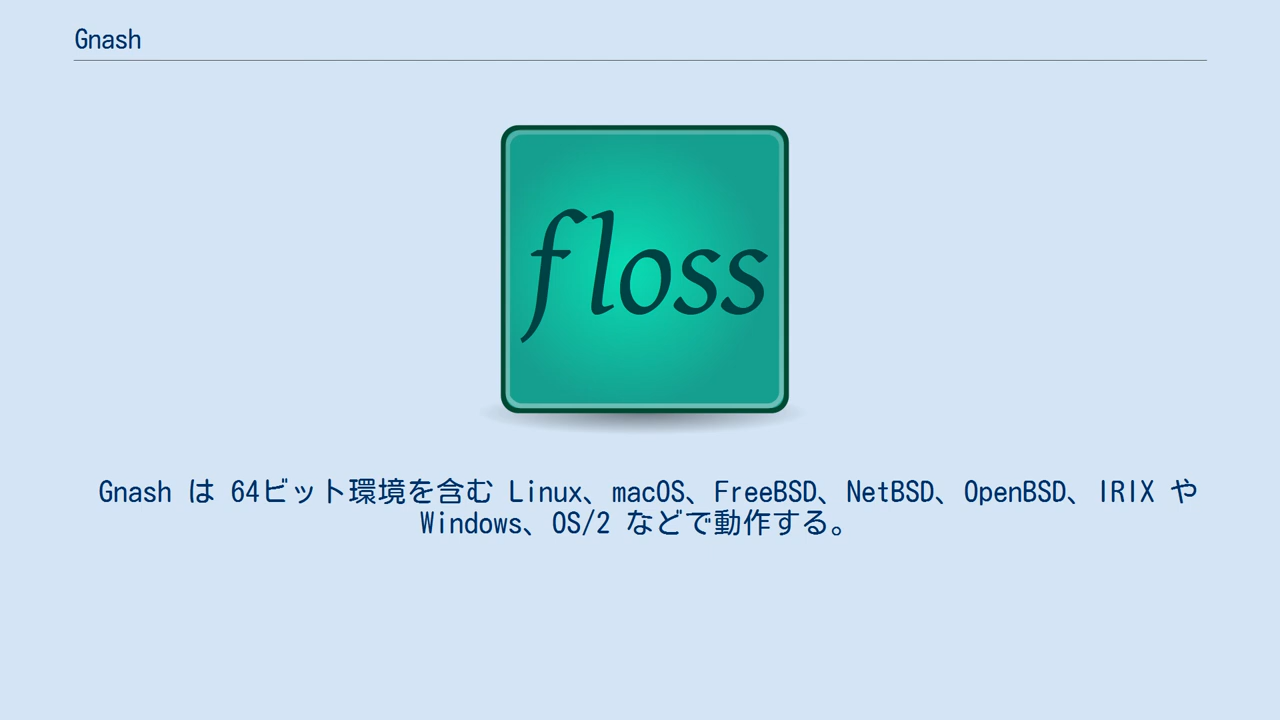 Gnash
floss
Gnash は 64ビット環境を含む Linux、macOS、FreeBSD、NetBSD、OpenBSD、IRIX や
Windows、OS/2 などで動作する。